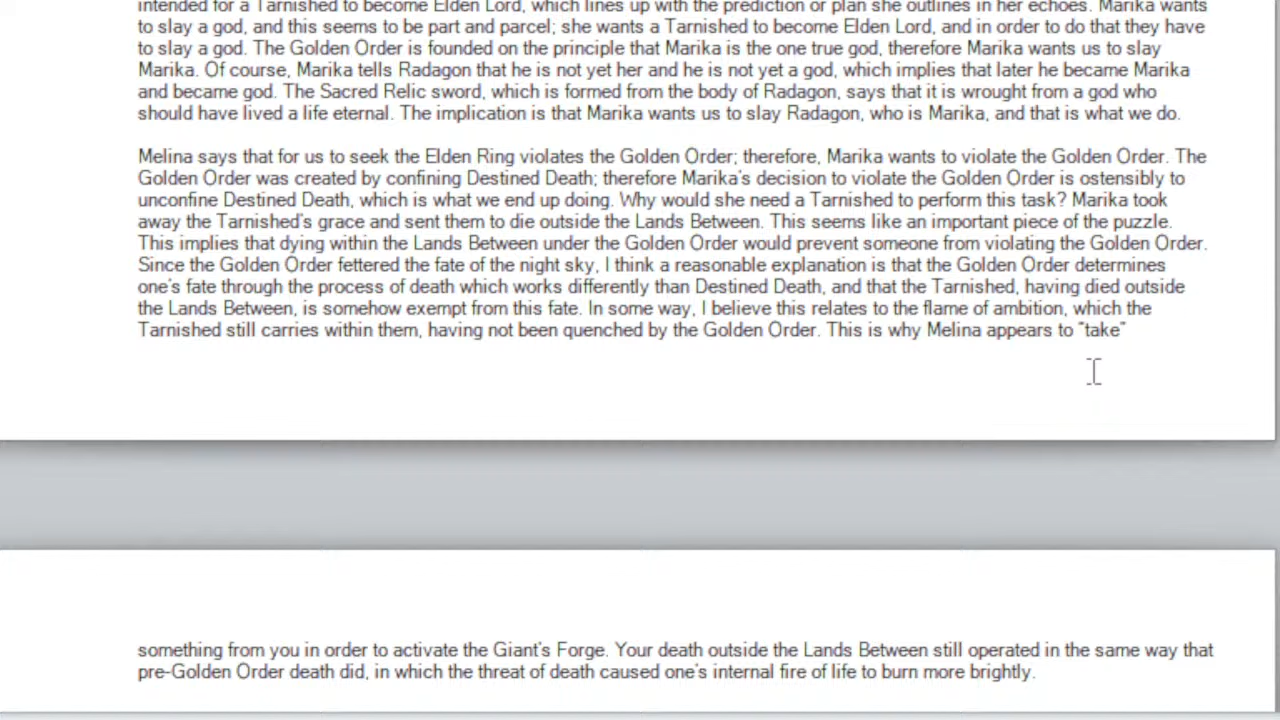 intended for a Tarnished to become Elden Lord, which lines up with the prediction or plan she outlines in her echoes. Marika wants
to slay a god, and this seems to be part and parcel; she wants a Tarnished to become Elden Lord, and in order to do that they have
to slay a god. The Golden Order is founded on the principle that Marika is the one true god, therefore Marika wants us to slay
Marika. Of course, Marika tells Radagon that he is not yet her and he is not yet a god, which implies that later he became Marika
and became god. The Sacred Relic sword, which is formed from the body of Radagon, says that it is wrought from a god who
should have lived a life eternal. The implication is that Marika wants us to slay Radagon, who is Marika, and that is what we do.
Melina says that for us to seek the Elden Ring violates the Golden Order; therefore, Marika wants to violate the Golden Order. The
Golden Order was created by confining Destined Death; therefore Marika's decision to violate the Golden Order is ostensibly to
unconfine Destined Death, which is what we end up doing. Why would she need a Tarnished to perform this task? Marika took
away the Tarnished's grace and sent them to die outside the Lands Between. This seems like an important piece of the puzzle.
This implies that dying within the Lands Between under the Golden Order would prevent someone from violating the Golden Order.
Since the Golden Order fettered the fate of the night sky, I think a reasonable explanation is that the Golden Order determines
one's fate through the process of death which works differently than Destined Death, and that the Tarnished, having died outside
the Lands Between, is somehow exempt from this fate. In some way, I believe this relates to the flame of ambition, which the
Tarnished still carries within them, having not been quenched by the Golden Order. This is why Melina appears to "take"
something from you in order to activate the Giant's Forge. Your death outside the Lands Between still operated in the same way that
pre-Golden Order death did, in which the threat of death caused one's internal fire of life to burn more brightly.